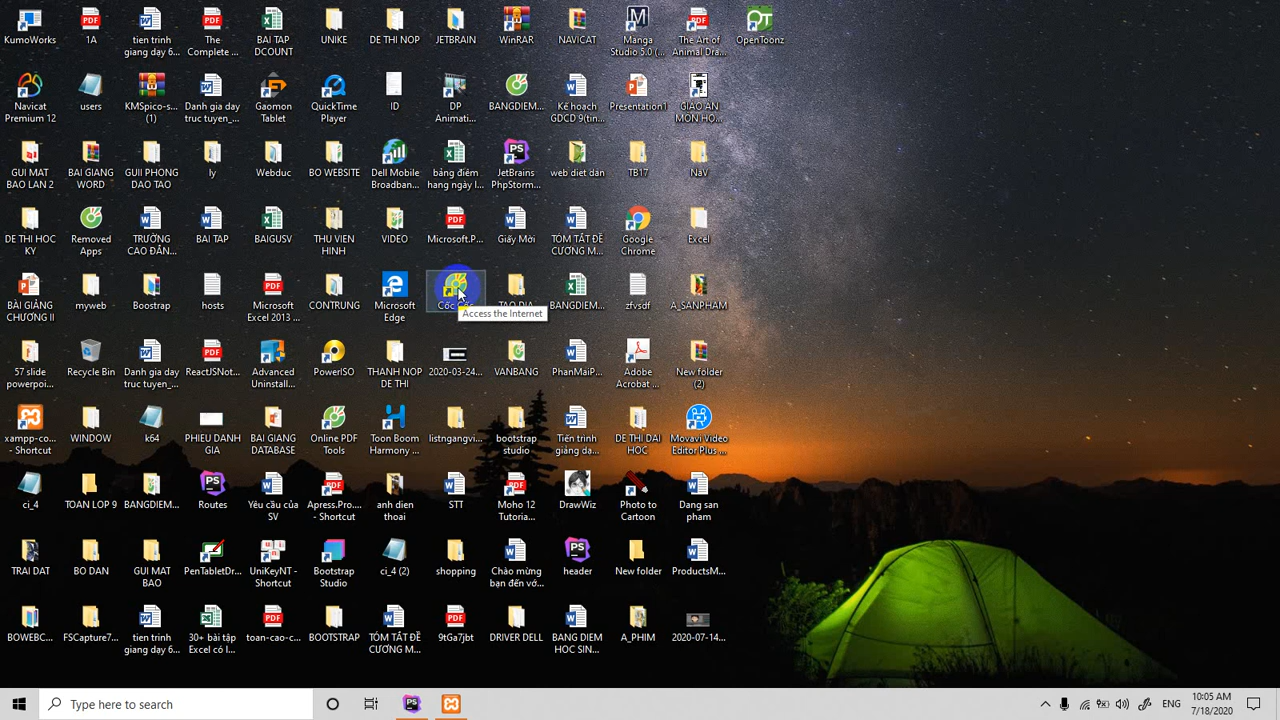 KumoWor...
1A
tien trinh
giang day 6...
The
Complete ...
BAI TAP
DCOUNT
UNIKE
DE THI NOP
JETBRAIN
WinRAR
NAVICAT
Manga
Studio 5.0 (...
The Art of
Animal Dra...
OpenToonz
Navicat
Premium 12
users
KMSpico-s...
(1)
Danh gia day
truc tuyen_...
Gaomon
Tablet
QuickTime
Player
ID
DP
Animati...
BANGDIEM...
Kế hoạch
GDCD 9(tin...
Presentation1
GIAO AN
MON HỌ...
GUI MAT
BAO LAN 2
BAI GIANG
WORD
GUII PHONG
DAO TAO
ly
Webduc
BO WEBSITE
Dell Mobile
Broadban...
bảng điểm
hang ngày l...
JetBrains
PhpStorm...
web diet dan
TB17
NaV
DE THI HOC
KY
Removed
Apps
TRƯỜNG
CAO ĐẲN...
BAI TAP
BAIGUSV
THU VIEN
HINH
VIDEO
Microsoft.P...
Giấy Mời
TÓM TẮT ĐỀ
CƯƠNG M...
Google
Chrome
Excel
BÀI GIẢNG
CHƯƠNG II
myweb
Boostrap
hosts
Microsoft
Excel 2013 ...
CONTRUNG
Microsoft
Edge
Cốc Cốc
Access the Internet
BANGDIEM...
zfvsdf
A_SANPHAM
57 slide
powerpoi...
Recycle Bin
Danh gia day
truc tuyen_...
ReactJSNot...
Advanced
Uninstall...
PowerISO
THANH NOP
DE THI
2020-03-24...
VANBANG
PhanMaiP...
Adobe
Acrobat ...
New folder
(2)
xampp-co...
Shortcut
WINDOW
k64
PHIEU DANH
GIA
BAI GIANG
DATABASE
Online PDF
Tools
Toon Boom
Harmony ...
listngangvi...
bootstrap
studio
Tiến trình
giảng dạ...
DE THI DAI
HOC
Movavi Video
Editor Plus ...
ci_4
TOAN LOP 9
BANGDIEM...
Routes
Yêu cầu của
SV
Apress.Pro....
- Shortcut
anh dien
thoai
STT
Moho 12
Tutoria...
DrawWiz
Photo to
Cartoon
Dang san
pham
TRAI DAT
BO DAN
GUI MAT
BAO
PenTabletDr...
UniKeyNT -
Shortcut
Bootstrap
Studio
ci_4 (2)
shopping
Chào mừng
bạn đến vớ...
header
New folder
ProductsM...
BOWEBC...
FSCapture7...
tien trinh
giang day 6...
30+ bài tập
Excel có l...
toan-cao-c...
BOOTSTRAP
TÓM TẮT ĐỀ
CƯƠNG M...
9tGa7jbt
DRIVER DELL
BANG DIEM
HOC SIN...
A_PHIM
2020-07-14...
Type here to search
ENG
10:05 AM
7/18/2020